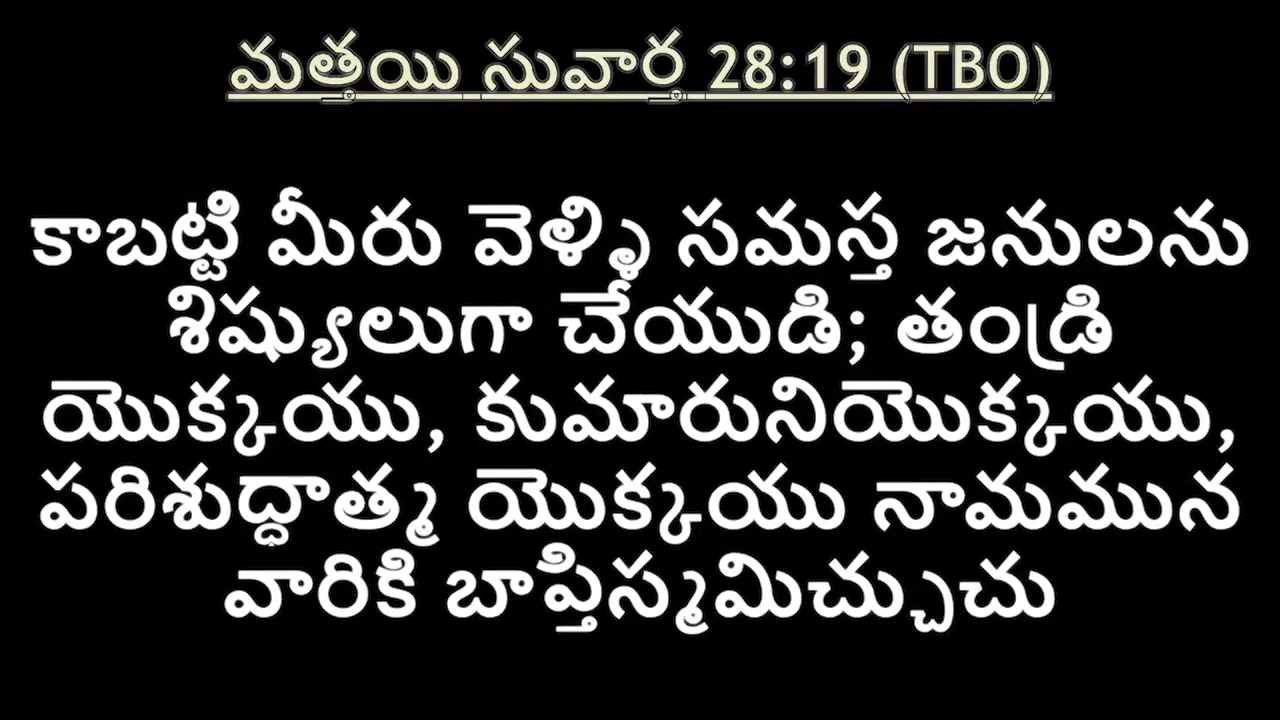 మత్తయి సువార్త 28:19 (TBO)
కాబట్టి మీరు వెళ్ళి సమస్త జనులను
శిష్యులుగా చేయుడి; తండ్రి
యొక్కయు, కుమారునియొక్కయు,
పరిశుద్ధాత్మ యొక్కయు నామమున
వారికి బాప్తిస్మమిచ్చుచు